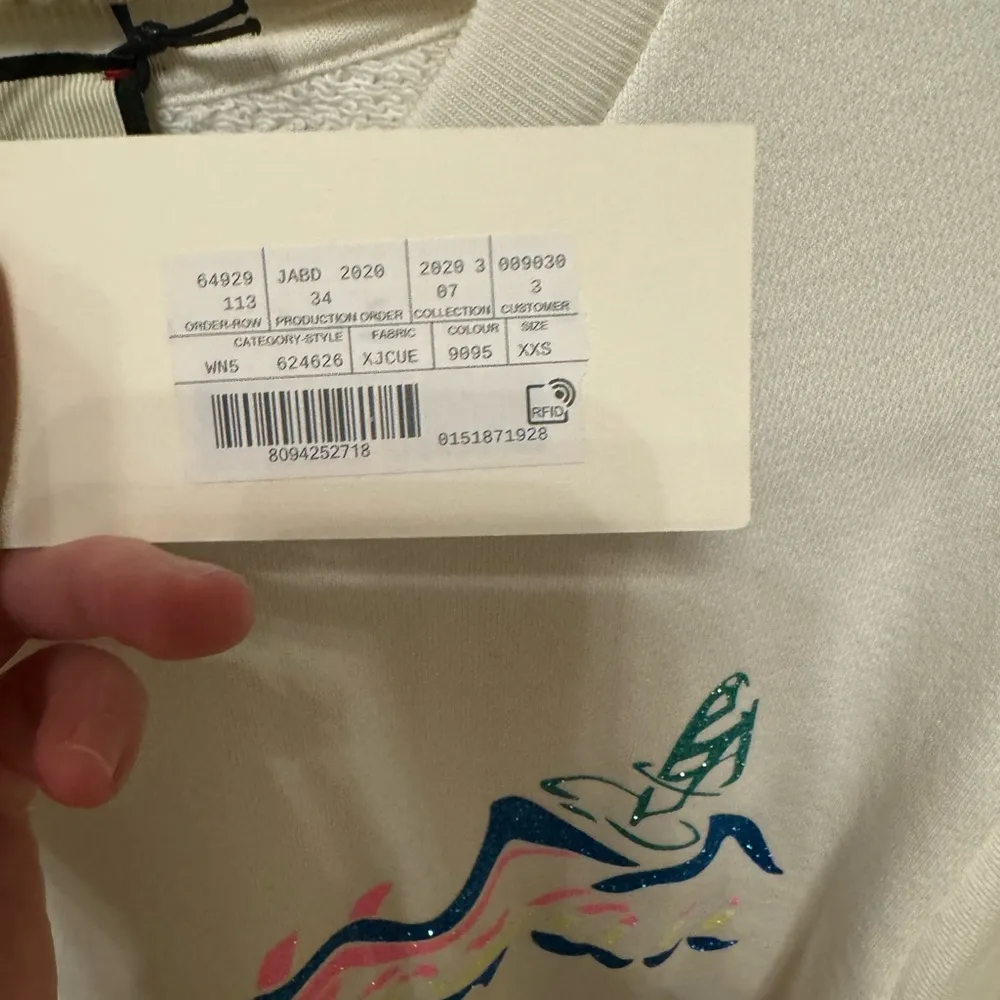 64929 JABD 2020 2020 3 009030
113 34 07 3
ORDER-ROW PRODUCTION ORDER COLLECTION CUSTOMER
CATEGORY-STYLE FABRIC COLOUR SIZE
WN5 624626 XJCUE 9095 XXS
RFID
8094252718 0151871928